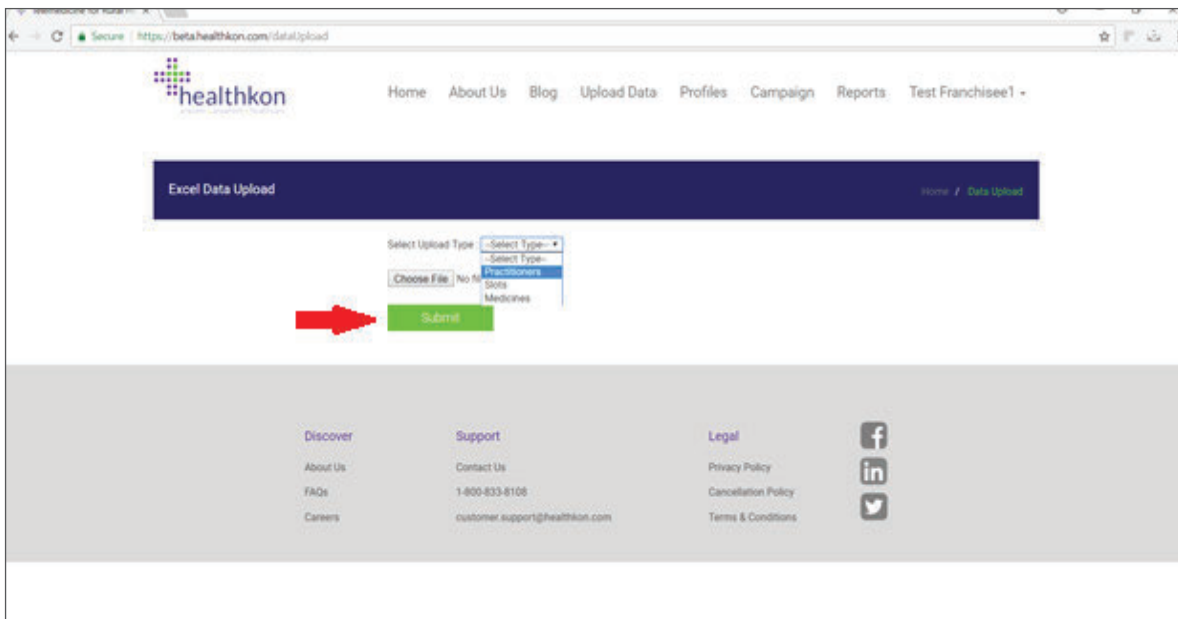 Secure https://beta.healthkon.com/dataUpload
healthkon
Home About Us Blog Upload Data Profiles Campaign Reports Test Franchisee1
Excel Data Upload
Home / Data Upload
Select Upload Type --Select Type--
--Select Type--
Practitioners
Slots
Medicines
Choose File No
Submit
Discover
About Us
FAQs
Careers
Support
Contact Us
1-800-833-8108
customer.support@healthkon.com
Legal
Privacy Policy
Cancellation Policy
Terms & Conditions